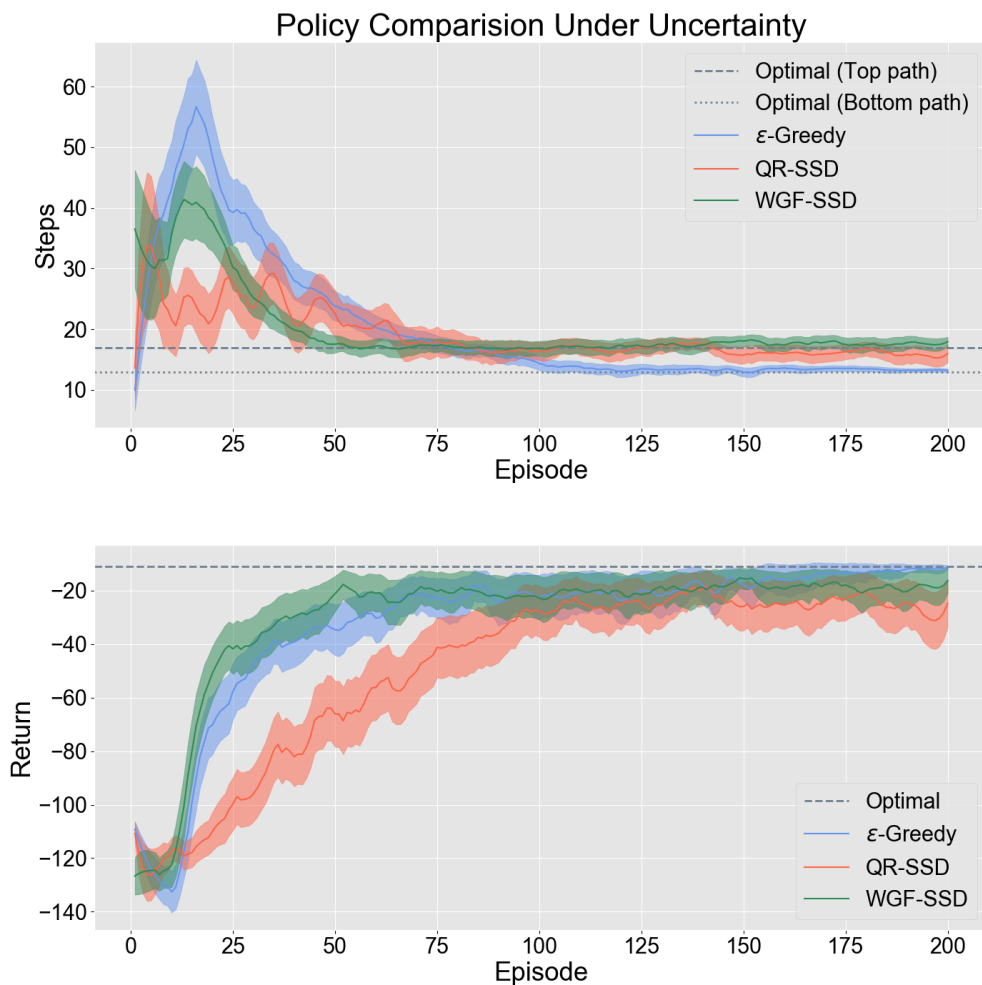 Policy Comparision Under Uncertainty
60
50
40
30
20
10
Steps
Optimal (Top path)
Optimal (Bottom path)
ε-Greedy
QR-SSD
WGF-SSD
0 25 50 75 100 125 150 175 200
Episode
−20
−40
−60
−80
−100
−120
−140
Return
Optimal
ε-Greedy
QR-SSD
WGF-SSD
0 25 50 75 100 125 150 175 200
Episode